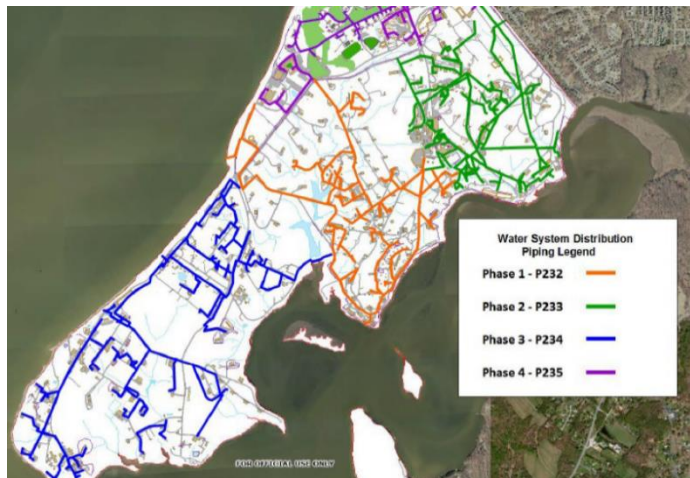 Water System Distribution
Piping Legend
Phase 1 - P232
Phase 2 - P233
Phase 3 - P234
Phase 4 - P235
FOR OFFICIAL USE ONLY